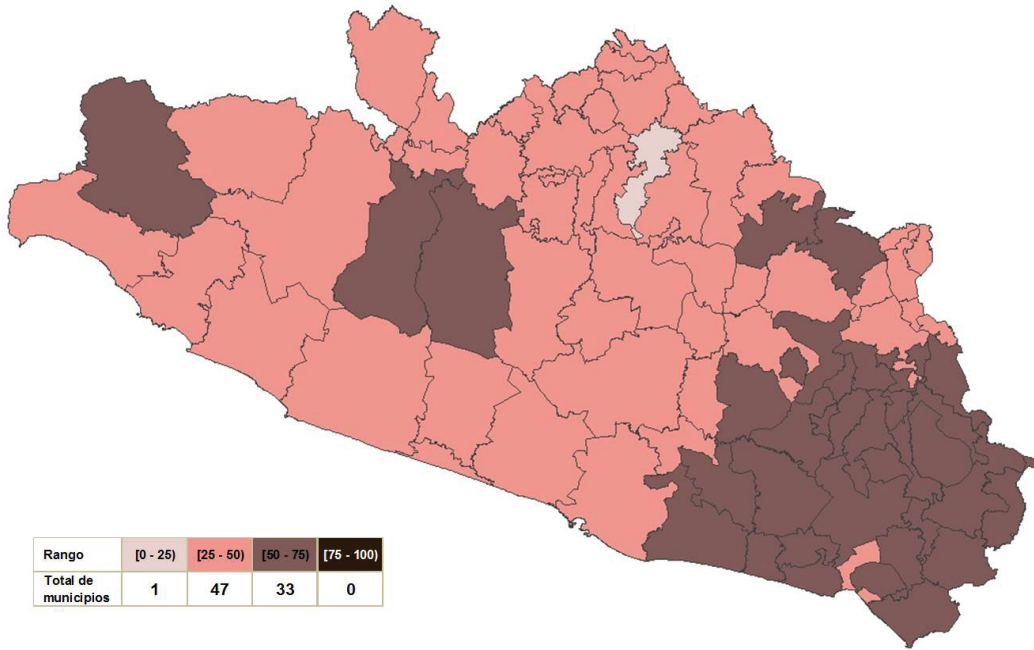 Rango [0 - 25) [25 - 50) [50 - 75) [75 - 100)
Total de
municipios 1 47 33 0